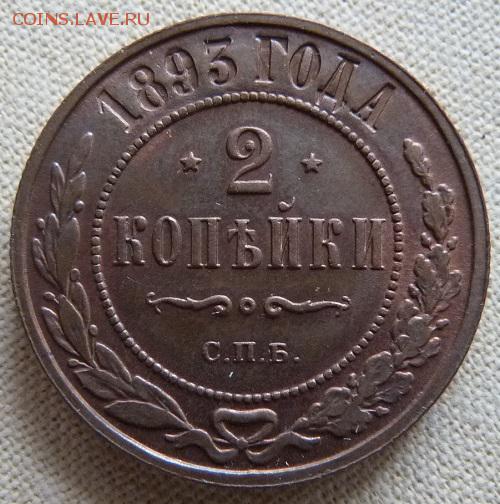 COINS.LAVE.RU
1893 ГОДА
2
КОПѢЙКИ
С.П.Б.